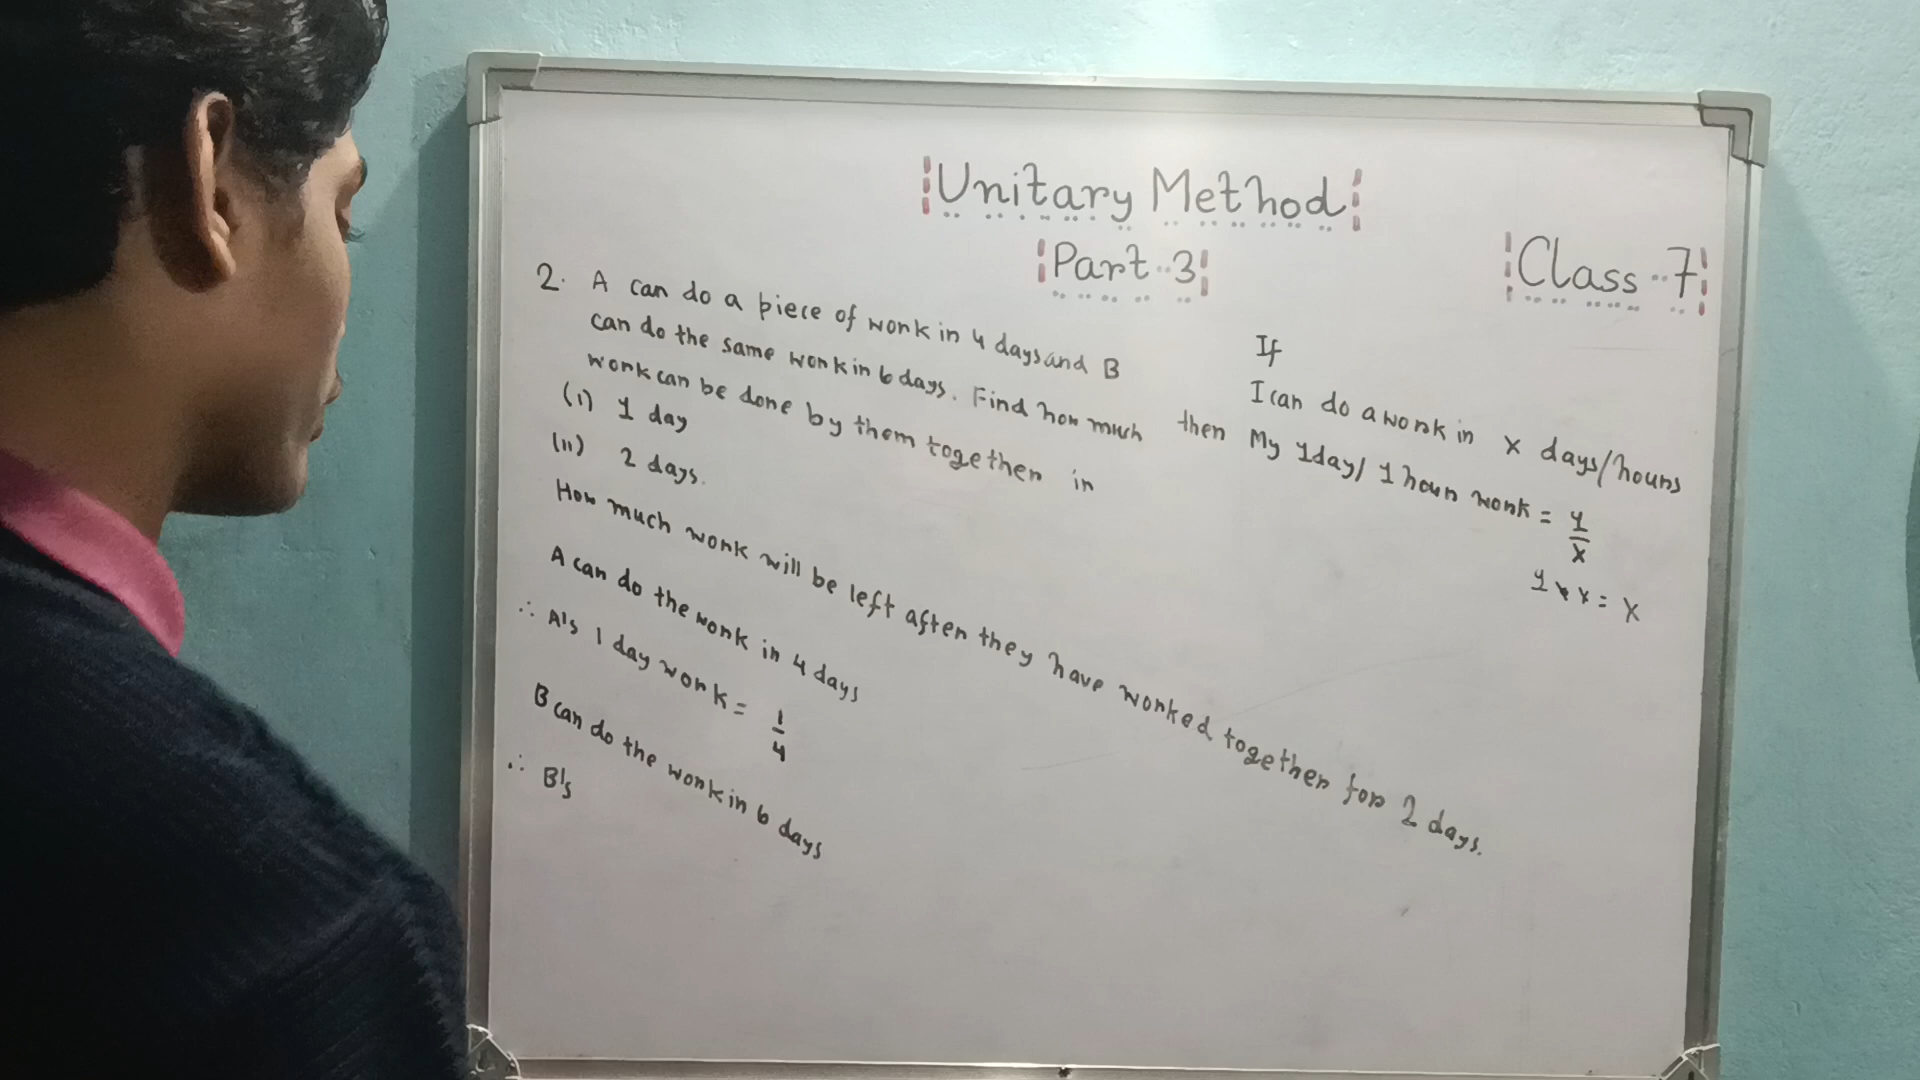 Unitary Method
Part-3
Class-7
2. A can do a piece of work in 4 days and B
can do the same work in 6 days. Find how much
work can be done by them together in
(i) 1 day
(ii) 2 days.
How much work will be left after they have worked together for 2 days.
A can do the work in 4 days
∴ A's 1 day work = 1/4
B can do the work in 6 days
∴ B's
If
I can do a work in x days/hours
then My 1day/ 1 hour work = 1/x
1 × x = x